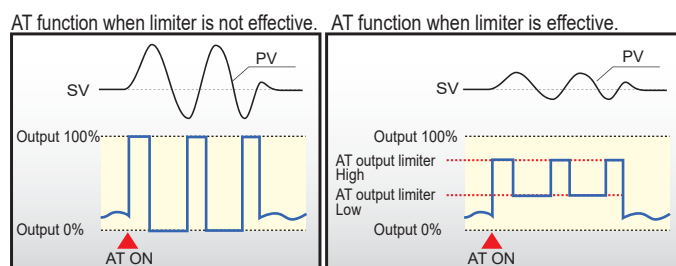 AT function when limiter is not effective.
PV
SV
Output 100%
Output 0%
AT ON
AT function when limiter is effective.
PV
SV
Output 100%
AT output limiter
High
AT output limiter
Low
Output 0%
AT ON